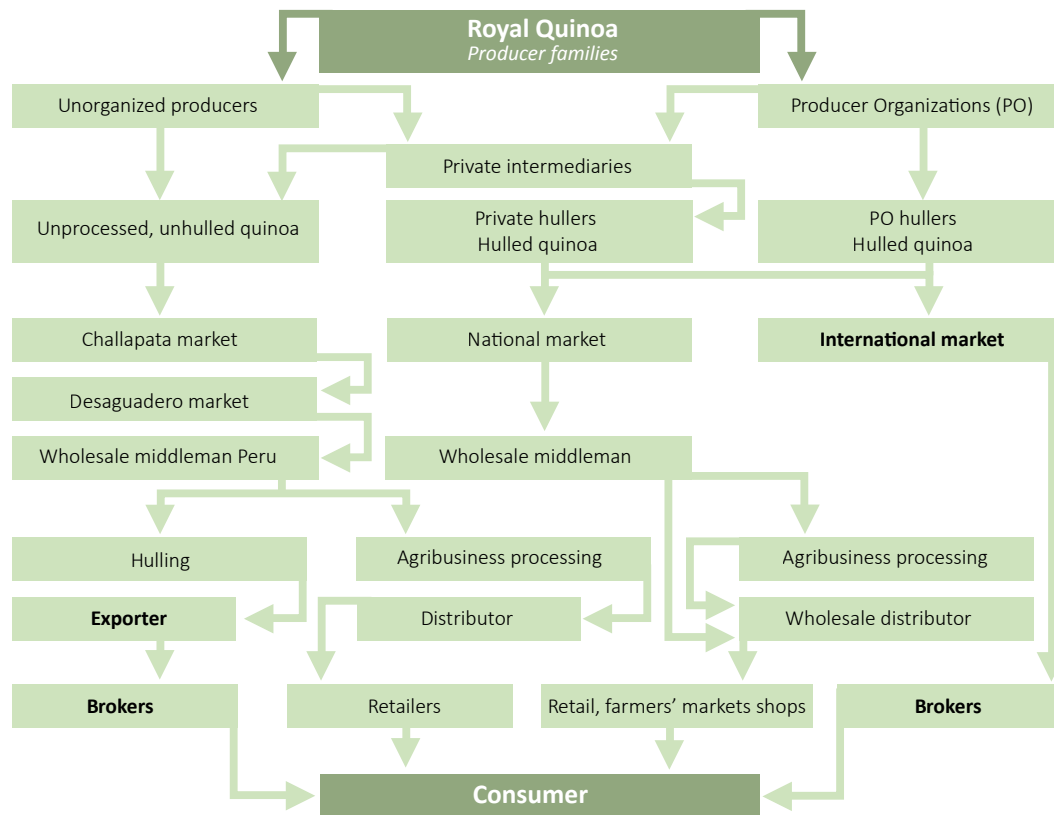 Royal Quinoa
Producer families
Unorganized producers
Producer Organizations (PO)
Private intermediaries
Unprocessed, unhulled quinoa
Private hullers
Hulled quinoa
PO hullers
Hulled quinoa
Challapata market
National market
International market
Desaguadero market
Wholesale middleman Peru
Wholesale middleman
Hulling
Agribusiness processing
Agribusiness processing
Exporter
Distributor
Wholesale distributor
Brokers
Retailers
Retail, farmers’ markets shops
Brokers
Consumer